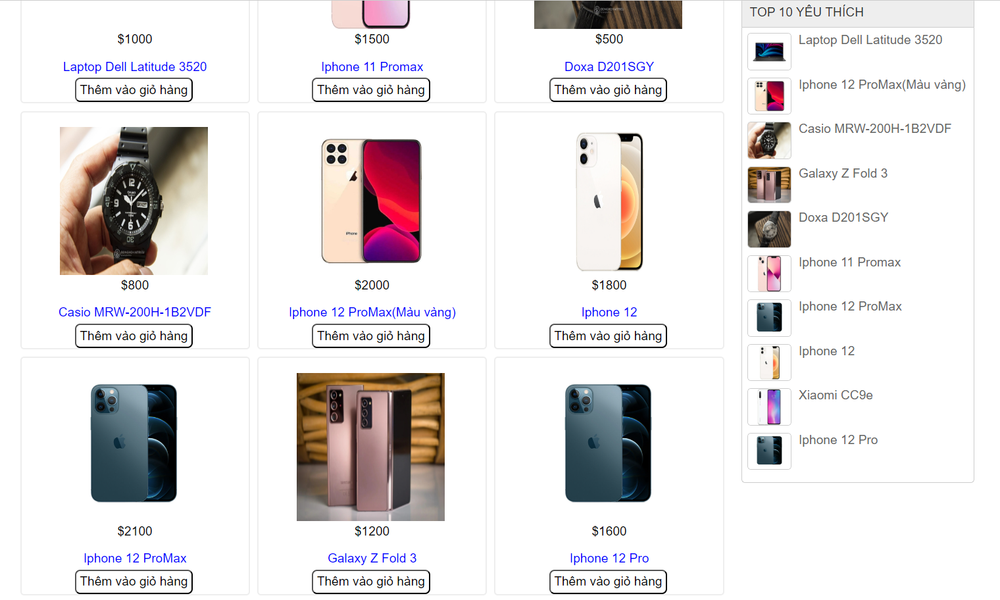 $1000
Laptop Dell Latitude 3520
Thêm vào giỏ hàng
$1500
Iphone 11 Promax
Thêm vào giỏ hàng
$500
Doxa D201SGY
Thêm vào giỏ hàng
$800
Casio MRW-200H-1B2VDF
Thêm vào giỏ hàng
iPhone
$2000
Iphone 12 ProMax(Màu vàng)
Thêm vào giỏ hàng
$1800
Iphone 12
Thêm vào giỏ hàng
$2100
Iphone 12 ProMax
Thêm vào giỏ hàng
$1200
Galaxy Z Fold 3
Thêm vào giỏ hàng
$1600
Iphone 12 Pro
Thêm vào giỏ hàng
TOP 10 YÊU THÍCH
Laptop Dell Latitude 3520
Iphone 12 ProMax(Màu vàng)
Casio MRW-200H-1B2VDF
Galaxy Z Fold 3
Doxa D201SGY
Iphone 11 Promax
Iphone 12 ProMax
Iphone 12
Xiaomi CC9e
Iphone 12 Pro